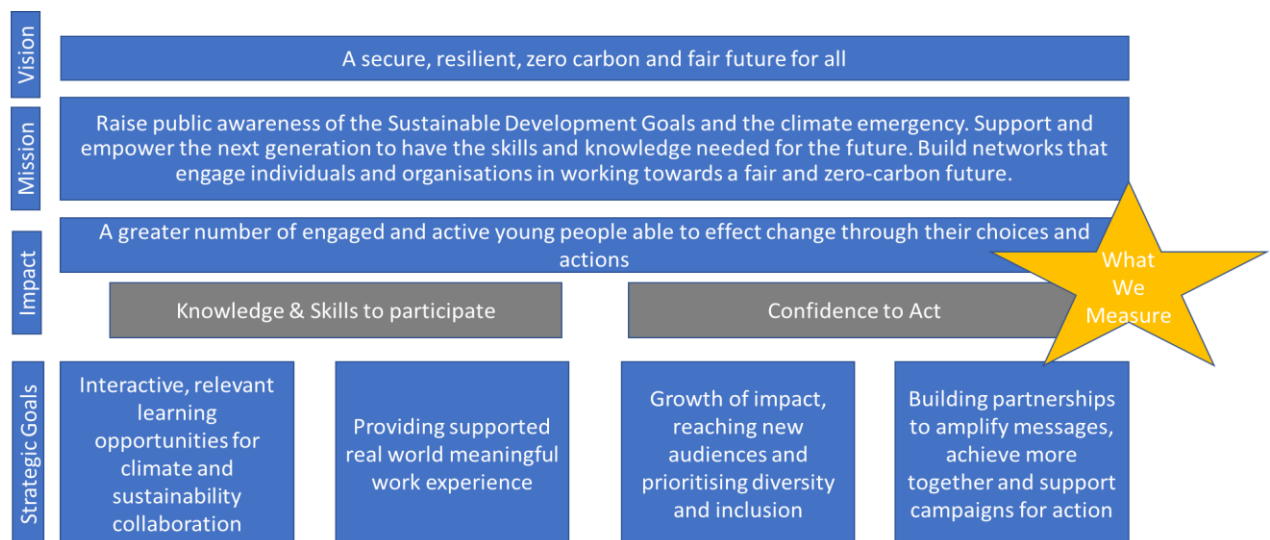 Vision
A secure, resilient, zero carbon and fair future for all
Mission
Raise public awareness of the Sustainable Development Goals and the climate emergency. Support and
empower the next generation to have the skills and knowledge needed for the future. Build networks that
engage individuals and organisations in working towards a fair and zero-carbon future.
Impact
A greater number of engaged and active young people able to effect change through their choices and
actions
Knowledge & Skills to participate
Confidence to Act
What
We
Measure
Strategic Goals
Interactive, relevant
learning
opportunities for
climate and
sustainability
collaboration
Providing supported
real world meaningful
work experience
Growth of impact,
reaching new
audiences and
prioritising diversity
and inclusion
Building partnerships
to amplify messages,
achieve more
together and support
campaigns for action